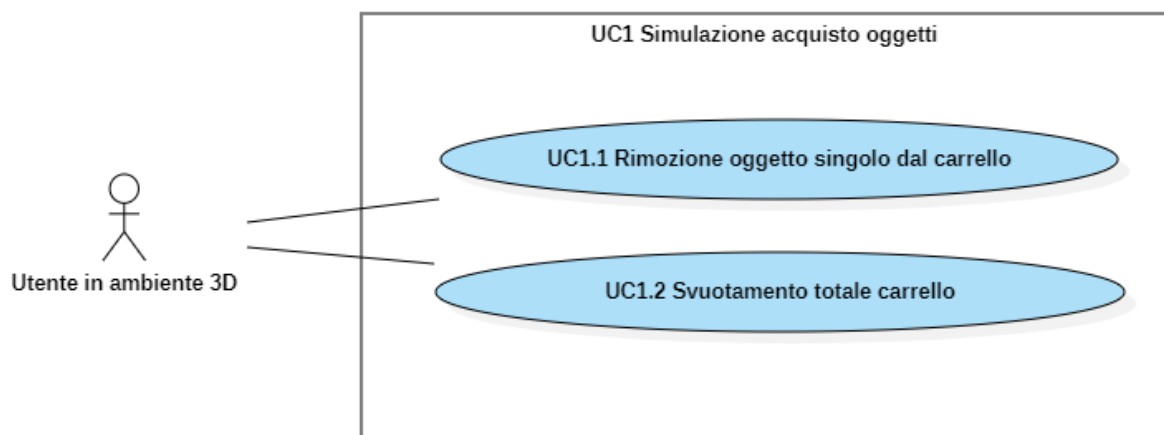 UC1 Simulazione acquisto oggetti
UC1.1 Rimozione oggetto singolo dal carrello
Utente in ambiente 3D
UC1.2 Svuotamento totale carrello